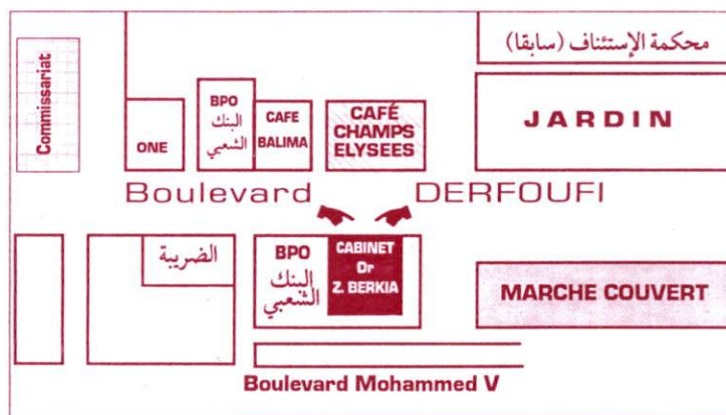 محكمة الإستئناف (سابقا)
Commissariat
JARDIN
ONE
BPO
البنك
الشعبي
CAFE
BALIMA
CAFÉ
CHAMPS
ELYSEES
Boulevard DERFOUFI
الضريبة
BPO
البنك
الشعبي
CABINET
Dr
Z. BERKIA
MARCHE COUVERT
Boulevard Mohammed V